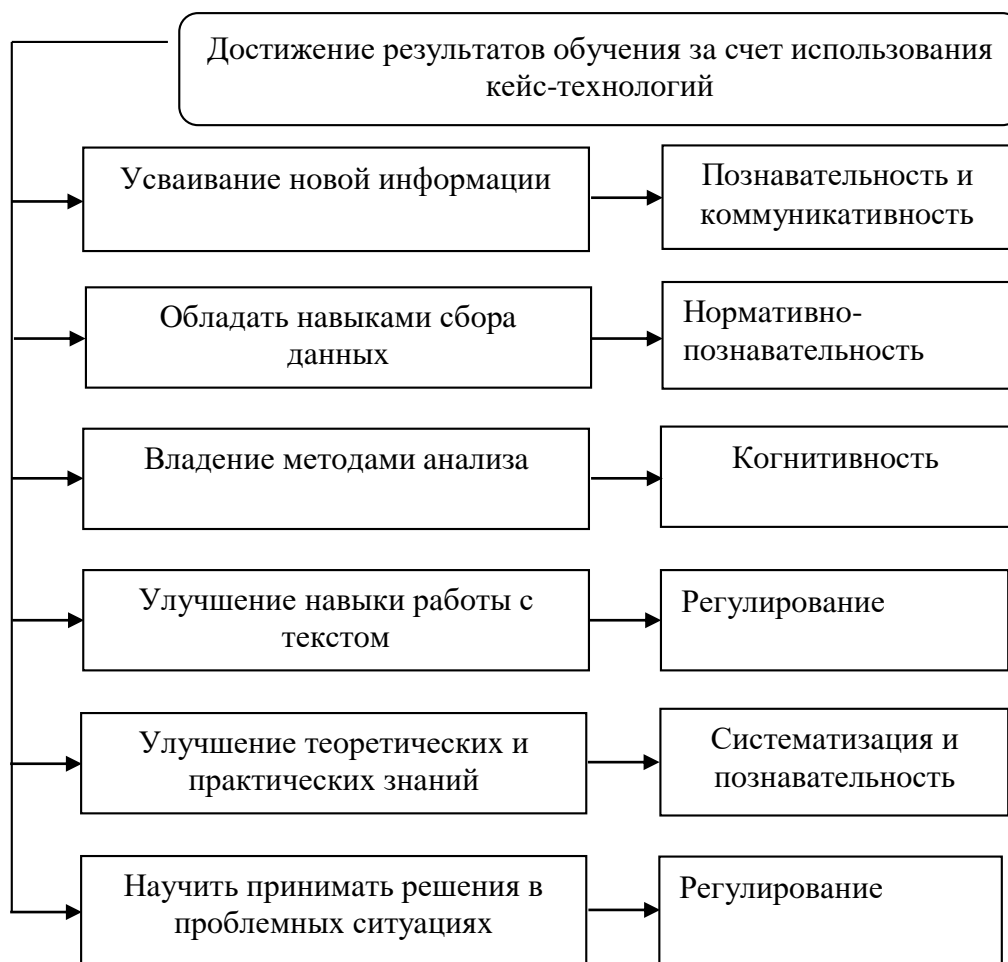 Достижение результатов обучения за счет использования
кейс-технологий
Усваивание новой информации
Познавательность и
коммуникативность
Обладать навыками сбора
данных
Нормативно-
познавательность
Владение методами анализа
Когнитивность
Улучшение навыки работы с
текстом
Регулирование
Улучшение теоретических и
практических знаний
Систематизация и
познавательность
Научить принимать решения в
проблемных ситуациях
Регулирование